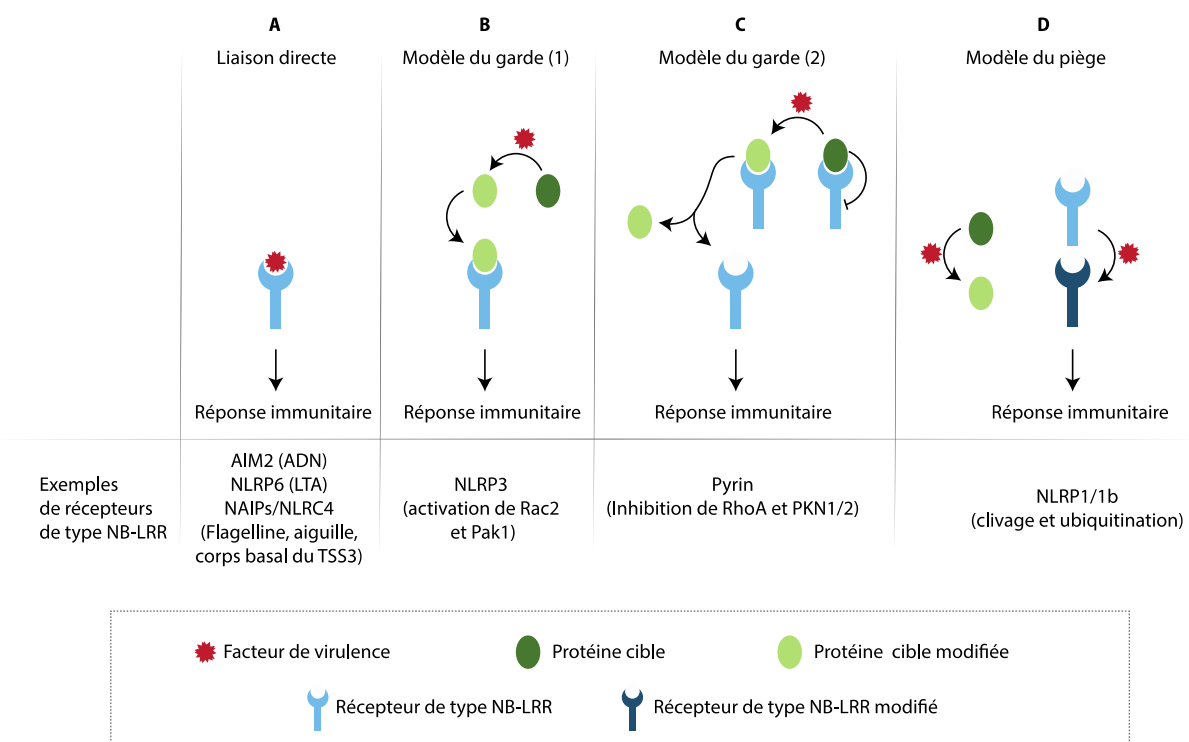 A
Liaison directe
B
Modèle du garde (1)
C
Modèle du garde (2)
D
Modèle du piège
Réponse immunitaire
Réponse immunitaire
Réponse immunitaire
Réponse immunitaire
Exemples
de récepteurs
de type NB-LRR
AIM2 (ADN)
NLRP6 (LTA)
NAIPs/NLRC4
(Flagelline, aiguille,
corps basal du TSS3)
NLRP3
(activation de Rac2
et Pak1)
Pyrin
(Inhibition de RhoA et PKN1/2)
NLRP1/1b
(clivage et ubiquitination)
Facteur de virulence
Protéine cible
Protéine cible modifiée
Récepteur de type NB-LRR
Récepteur de type NB-LRR modifié